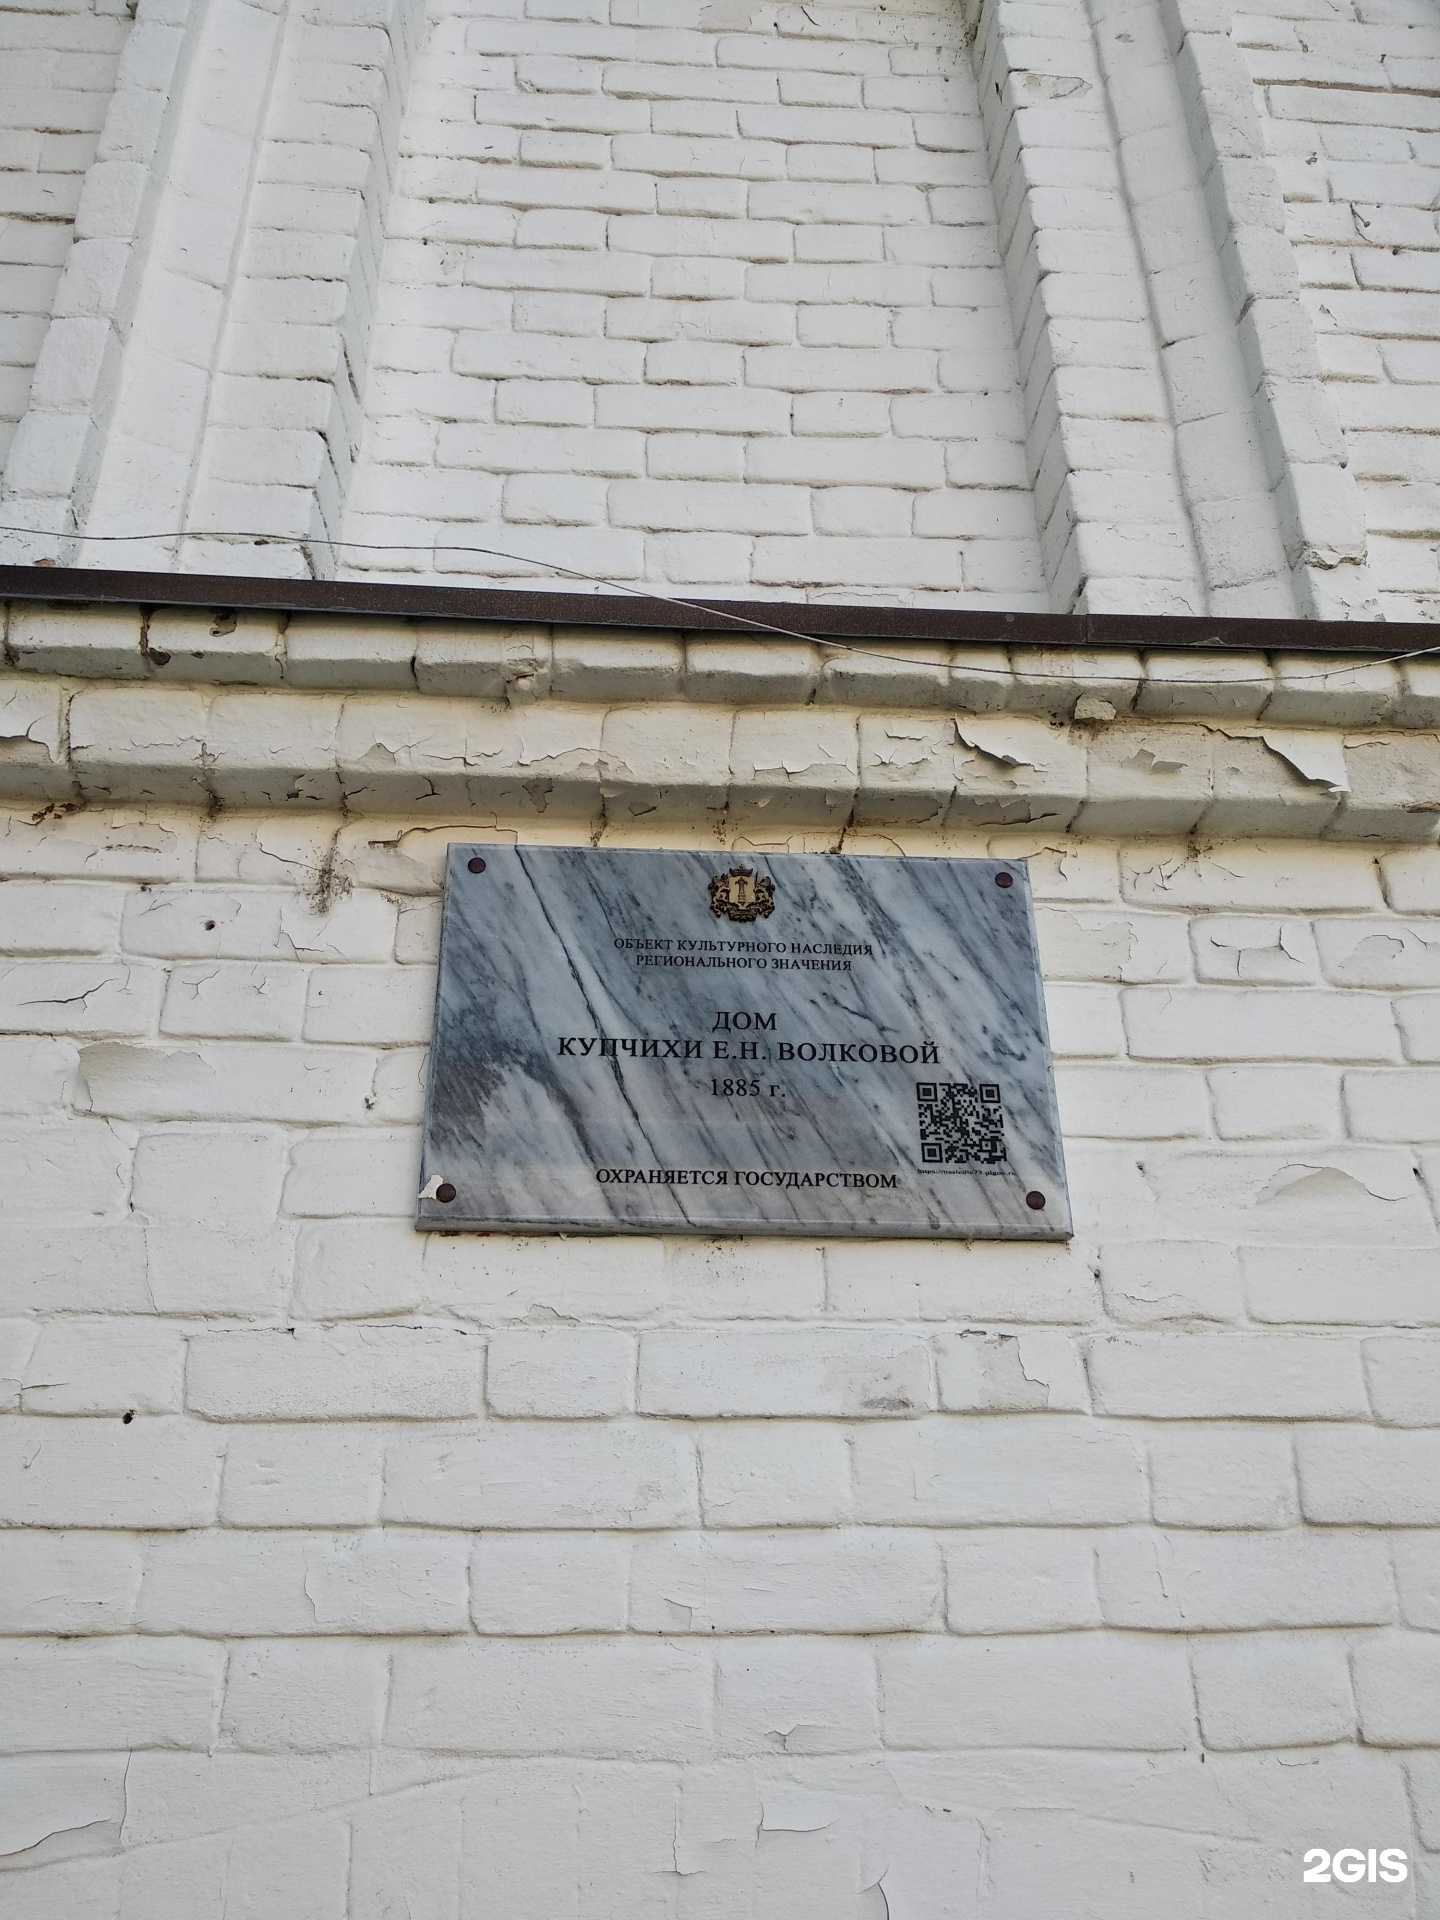 ОБЪЕКТ КУЛЬТУРНОГО НАСЛЕДИЯ
РЕГИОНАЛЬНОГО ЗНАЧЕНИЯ
ДОМ
КУПЧИХИ Е.Н. ВОЛКОВОЙ
1885 г.
ОХРАНЯЕТСЯ ГОСУДАРСТВОМ
2GIS